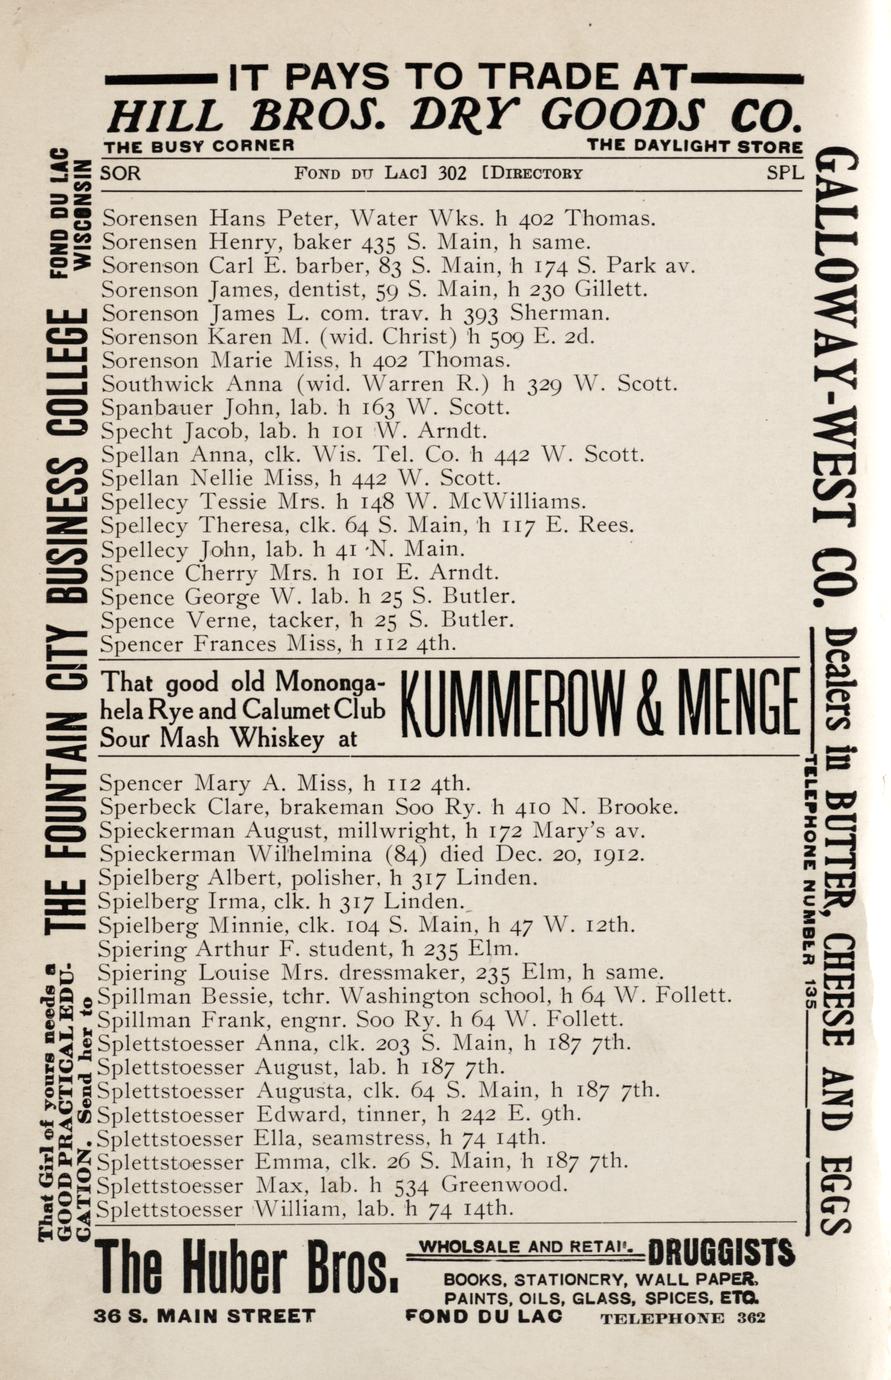 IT PAYS TO TRADE AT
HILL BROS. DRY GOODS CO.
THE BUSY CORNER THE DAYLIGHT STORE
SOR FOND DU LAC] 302 [DIRECTORY SPL
Sorensen Hans Peter, Water Wks. h 402 Thomas.
Sorensen Henry, baker 435 S. Main, h same.
Sorenson Carl E. barber, 83 S. Main, h 174 S. Park av.
Sorenson James, dentist, 59 S. Main, h 230 Gillett.
Sorenson James L. com. trav. h 393 Sherman.
Sorenson Karen M. (wid. Christ) h 509 E. 2d.
Sorenson Marie Miss, h 402 Thomas.
Southwick Anna (wid. Warren R.) h 329 W. Scott.
Spanbauer John, lab. h 163 W. Scott.
Specht Jacob, lab. h 101 W. Arndt.
Spellan Anna, clk. Wis. Tel. Co. h 442 W. Scott.
Spellan Nellie Miss, h 442 W. Scott.
Spellecy Tessie Mrs. h 148 W. McWilliams.
Spellecy Theresa, clk. 64 S. Main, h 117 E. Rees.
Spellecy John, lab. h 41 N. Main.
Spence Cherry Mrs. h 101 E. Arndt.
Spence George W. lab. h 25 S. Butler.
Spence Verne, tacker, h 25 S. Butler.
Spencer Frances Miss, h 112 4th.
That good old Mononga-
hela Rye and Calumet Club
Sour Mash Whiskey at
KUMMEROW & MENGE
Spencer Mary A. Miss, h 112 4th.
Sperbeck Clare, brakeman Soo Ry. h 410 N. Brooke.
Spieckerman August, millwright, h 172 Mary's av.
Spieckerman Wilhelmina (84) died Dec. 20, 1912.
Spielberg Albert, polisher, h 317 Linden.
Spielberg Irma, clk. h 317 Linden.
Spielberg Minnie, clk. 104 S. Main, h 47 W. 12th.
Spiering Arthur F. student, h 235 Elm.
Spiering Louise Mrs. dressmaker, 235 Elm, h same.
Spillman Bessie, tchr. Washington school, h 64 W. Follett.
Spillman Frank, engnr. Soo Ry. h 64 W. Follett.
Splettstoesser Anna, clk. 203 S. Main, h 187 7th.
Splettstoesser August, lab. h 187 7th.
Splettstoesser Augusta, clk. 64 S. Main, h 187 7th.
Splettstoesser Edward, tinner, h 242 E. 9th.
Splettstoesser Ella, seamstress, h 74 14th.
Splettstoesser Emma, clk. 26 S. Main, h 187 7th.
Splettstoesser Max, lab. h 534 Greenwood.
Splettstoesser William, lab. h 74 14th.
The Huber Bros.
WHOLSALE AND RETAIL DRUGGISTS
BOOKS, STATIONERY, WALL PAPER,
PAINTS, OILS, GLASS, SPICES, ETC.
36 S. MAIN STREET FOND DU LAC TELEPHONE 362
That Girl of yours needs a
GOOD PRACTICAL EDU-
CATION. Send her to
THE FOUNTAIN CITY BUSINESS COLLEGE
FOND DU LAC
WISCONSIN
GALLOWAY-WEST CO. Dealers in BUTTER, CHEESE AND EGGS
TELEPHONE NUMBER 135